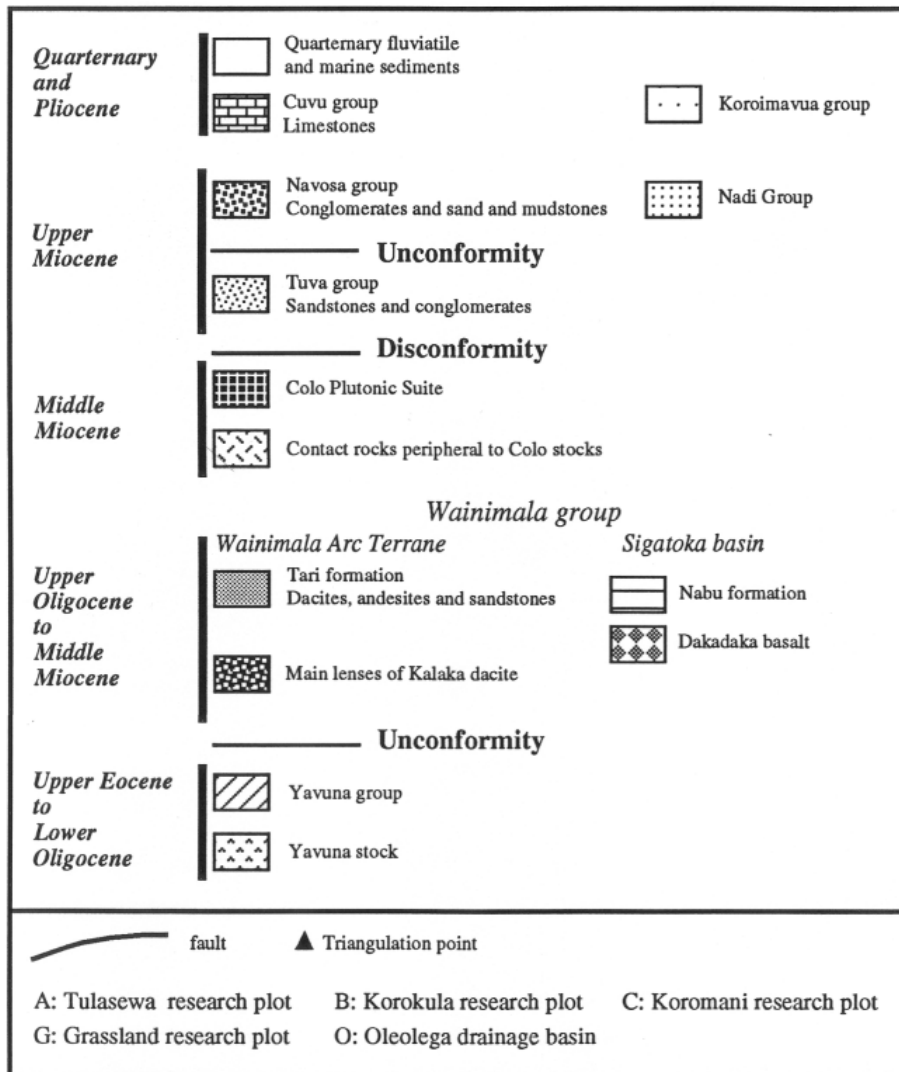 Quarternary
and
Pliocene
Quarternary fluviatile
and marine sediments
Cuvu group
Limestones
Koroimavua group
Upper
Miocene
Navosa group
Conglomerates and sand and mudstones
Nadi Group
Unconformity
Tuva group
Sandstones and conglomerates
Disconformity
Middle
Miocene
Colo Plutonic Suite
Contact rocks peripheral to Colo stocks
Wainimala group
Wainimala Arc Terrane
Sigatoka basin
Upper
Oligocene
to
Middle
Miocene
Tari formation
Dacites, andesites and sandstones
Nabu formation
Dakadaka basalt
Main lenses of Kalaka dacite
Unconformity
Upper Eocene
to
Lower
Oligocene
Yavuna group
Yavuna stock
fault
Triangulation point
A: Tulasewa research plot B: Korokula research plot C: Koromani research plot
G: Grassland research plot O: Oleolega drainage basin